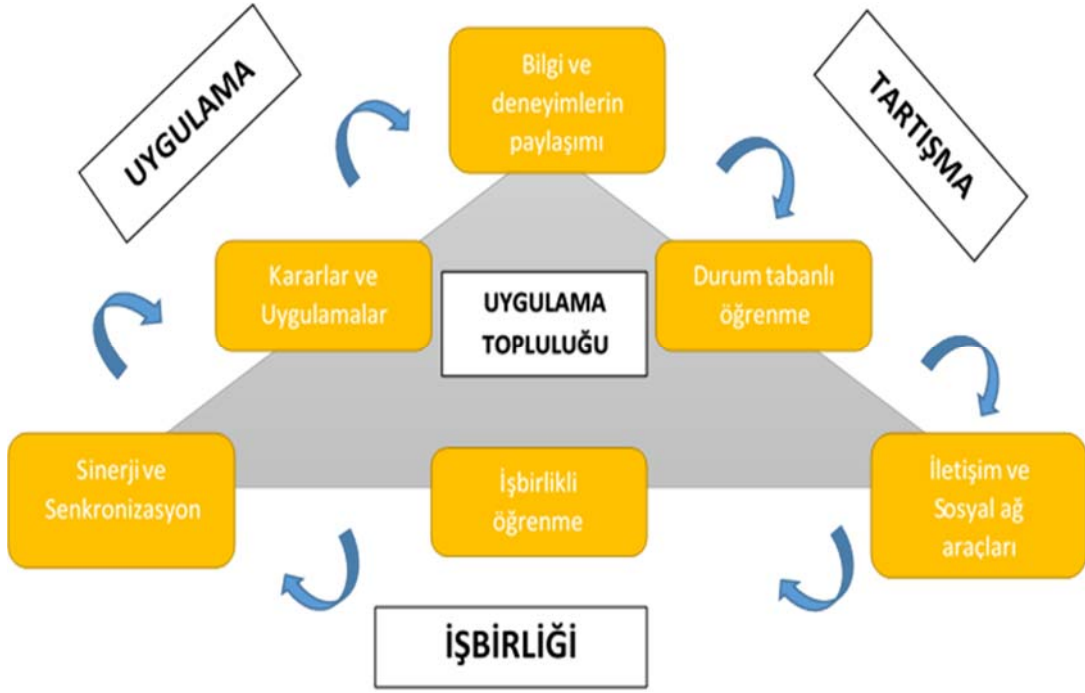 UYGULAMA
Bilgi ve
deneyimlerin
paylaşımı
TARTIŞMA
Kararlar ve
Uygulamalar
UYGULAMA
TOPLULUĞU
Durum tabanlı
öğrenme
Sinerji ve
Senkronizasyon
İşbirlikli
öğrenme
İletişim ve
Sosyal ağ
araçları
İŞBİRLİĞİ